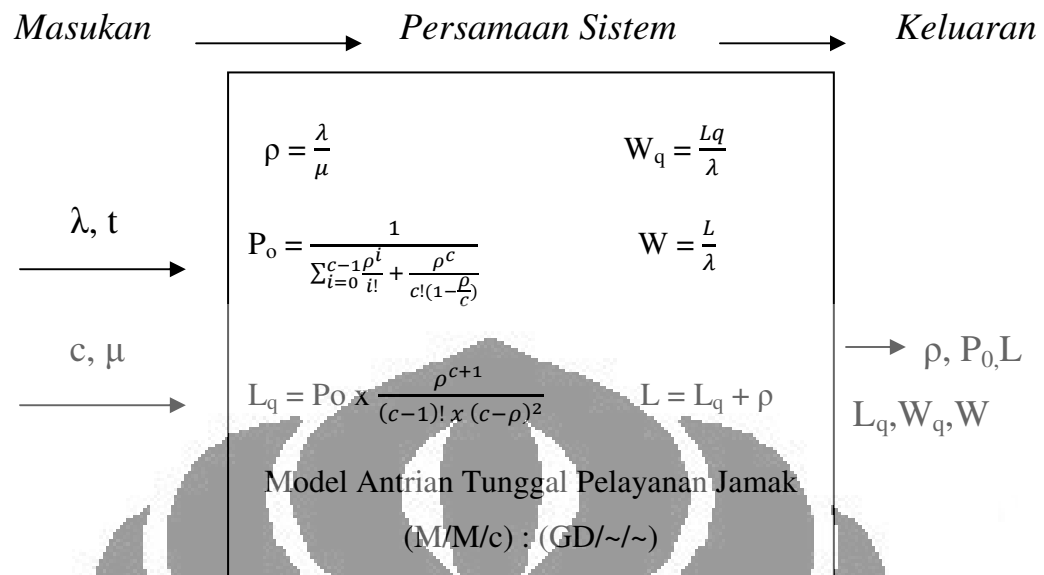 Masukan Persamaan Sistem Keluaran
ρ = λ/μ W_q = Lq/λ
λ, t
P_o = 1/(∑_{i=0}^{c-1} ρ^i/i! + ρ^c/(c!(1-ρ/c))) W = L/λ
c, μ
ρ, P_0,L
L_q = Po x ρ^{c+1}/((c-1)! x (c-ρ)^2) L = L_q + ρ
L_q,W_q,W
Model Antrian Tunggal Pelayanan Jamak
(M/M/c) : (GD/~/~)